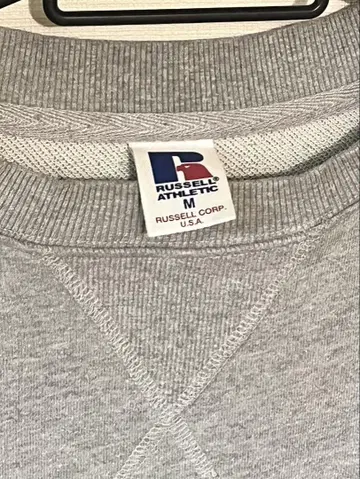 RUSSELL®
ATHLETIC
M
RUSSELL CORP.
U.S.A.